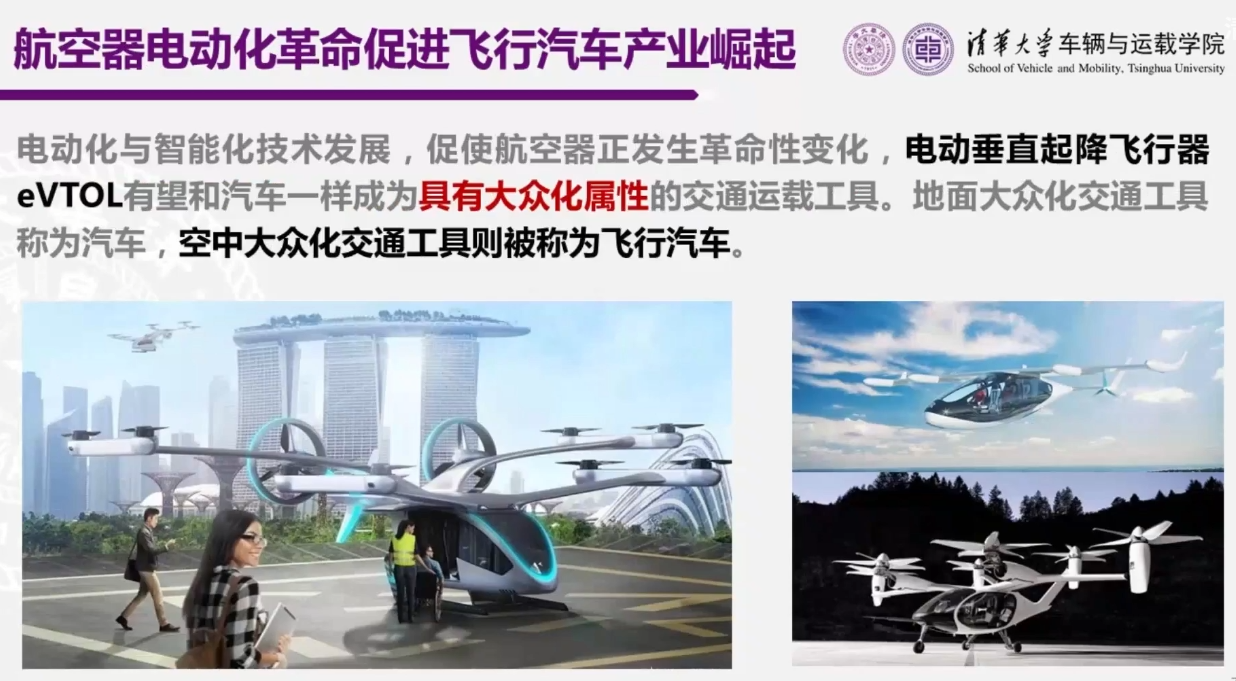 航空器电动化革命促进飞行汽车产业崛起
清华大学车辆与运载学院
School of Vehicle and Mobility, Tsinghua University
电动化与智能化技术发展，促使航空器正发生革命性变化，电动垂直起降飞行器
eVTOL有望和汽车一样成为具有大众化属性的交通运载工具。地面大众化交通工具
称为汽车，空中大众化交通工具则被称为飞行汽车。